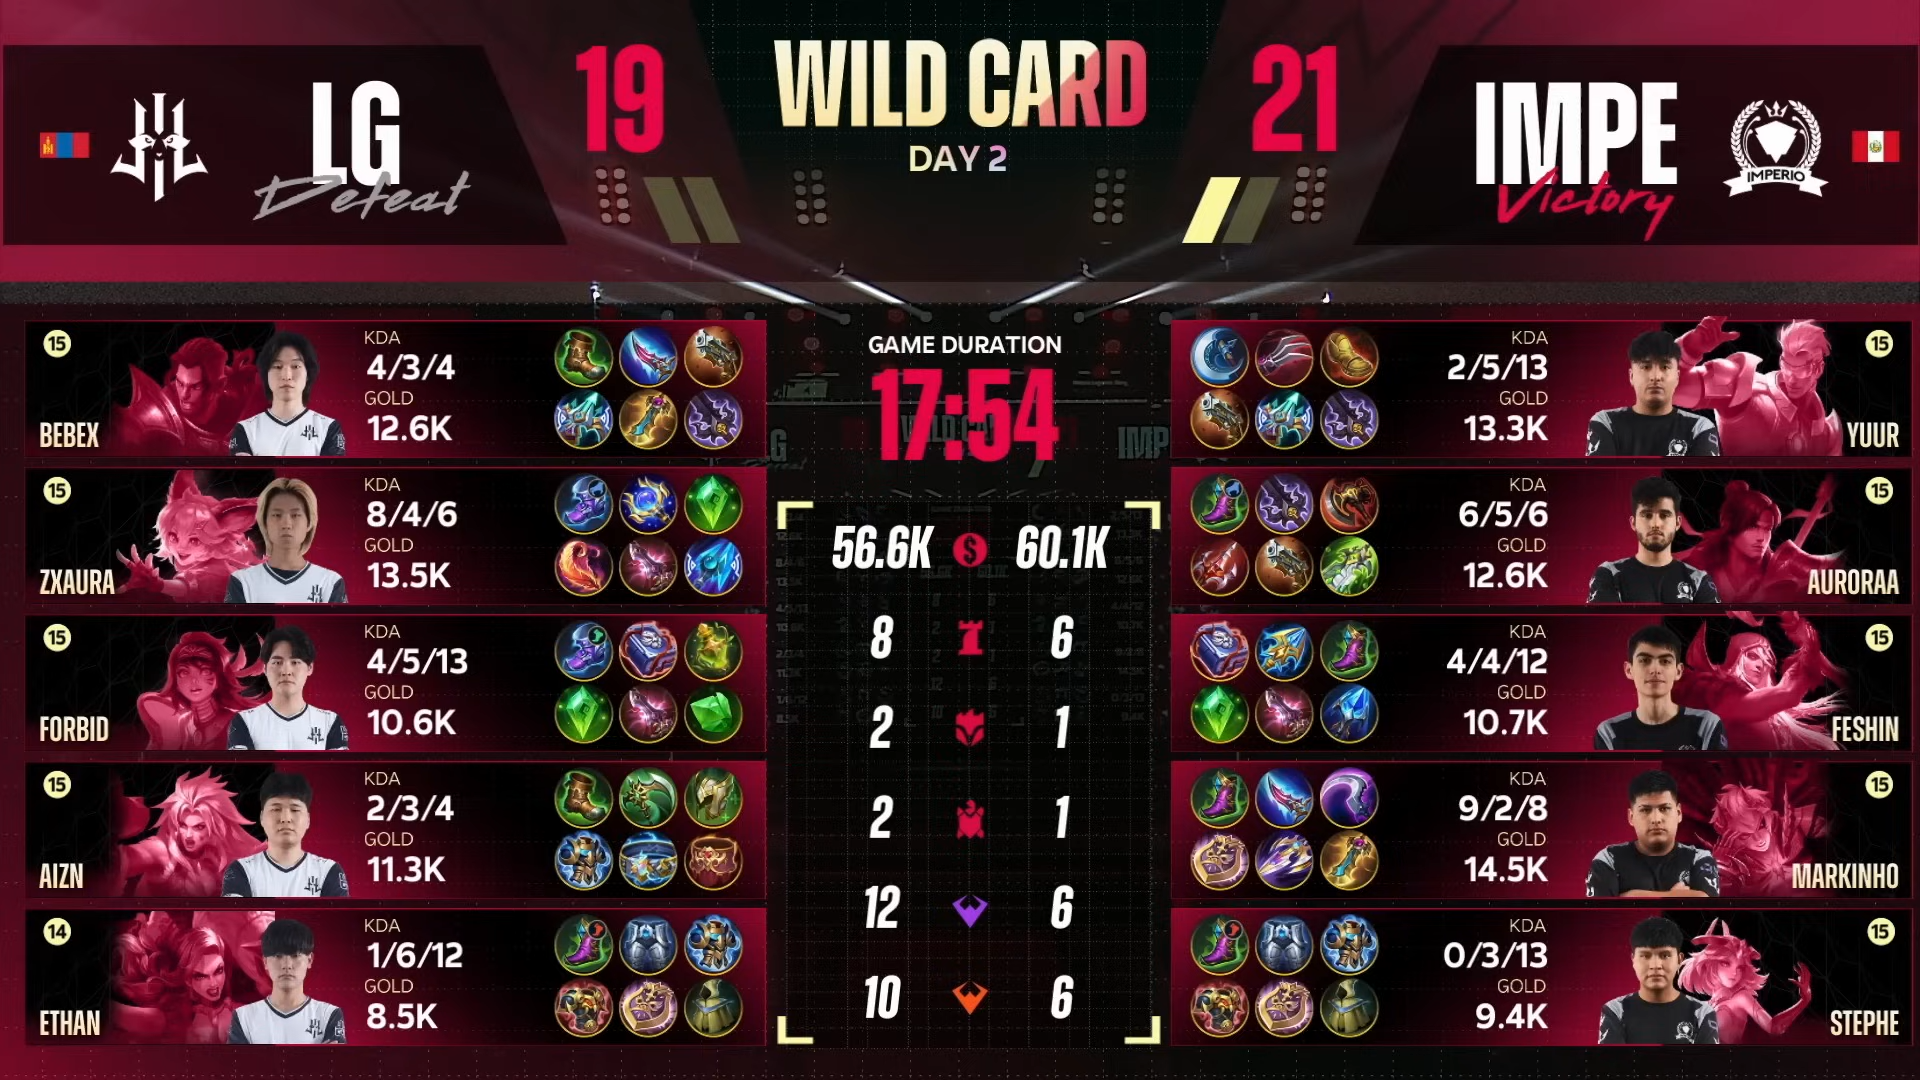 LG
Defeat
19
WILD CARD
DAY 2
21
IMPE
Victory
IMPERIO
15
BEBEX
KDA
4/3/4
GOLD
12.6K
15
ZXAURA
KDA
8/4/6
GOLD
13.5K
15
FORBID
KDA
4/5/13
GOLD
10.6K
15
AIZN
KDA
2/3/4
GOLD
11.3K
14
ETHAN
KDA
1/6/12
GOLD
8.5K
GAME DURATION
17:54
56.6K 60.1K
8 6
2 1
2 1
12 6
10 6
KDA
2/5/13
GOLD
13.3K
15
YUUR
KDA
6/5/6
GOLD
12.6K
15
AURORAA
KDA
4/4/12
GOLD
10.7K
15
FESHIN
KDA
9/2/8
GOLD
14.5K
15
MARKINHO
KDA
0/3/13
GOLD
9.4K
15
STEPHE